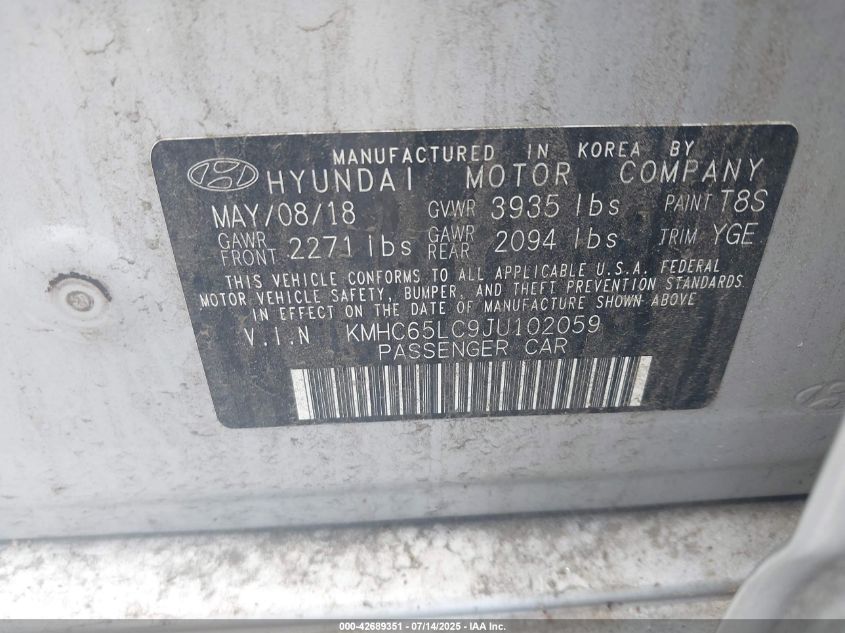 MANUFACTURED IN KOREA BY
HYUNDAI MOTOR COMPANY
MAY/08/18 GVWR 3935 lbs PAINT T8S
GAWR FRONT 2271 lbs GAWR REAR 2094 lbs TRIM YGE
THIS VEHICLE CONFORMS TO ALL APPLICABLE U.S.A. FEDERAL
MOTOR VEHICLE SAFETY, BUMPER, AND THEFT PREVENTION STANDARDS
IN EFFECT ON THE DATE OF MANUFACTURE SHOWN ABOVE
V.I.N KMHC65LC9JU102059
PASSENGER CAR
000-42689351 - 07/14/2025 - IAA Inc.